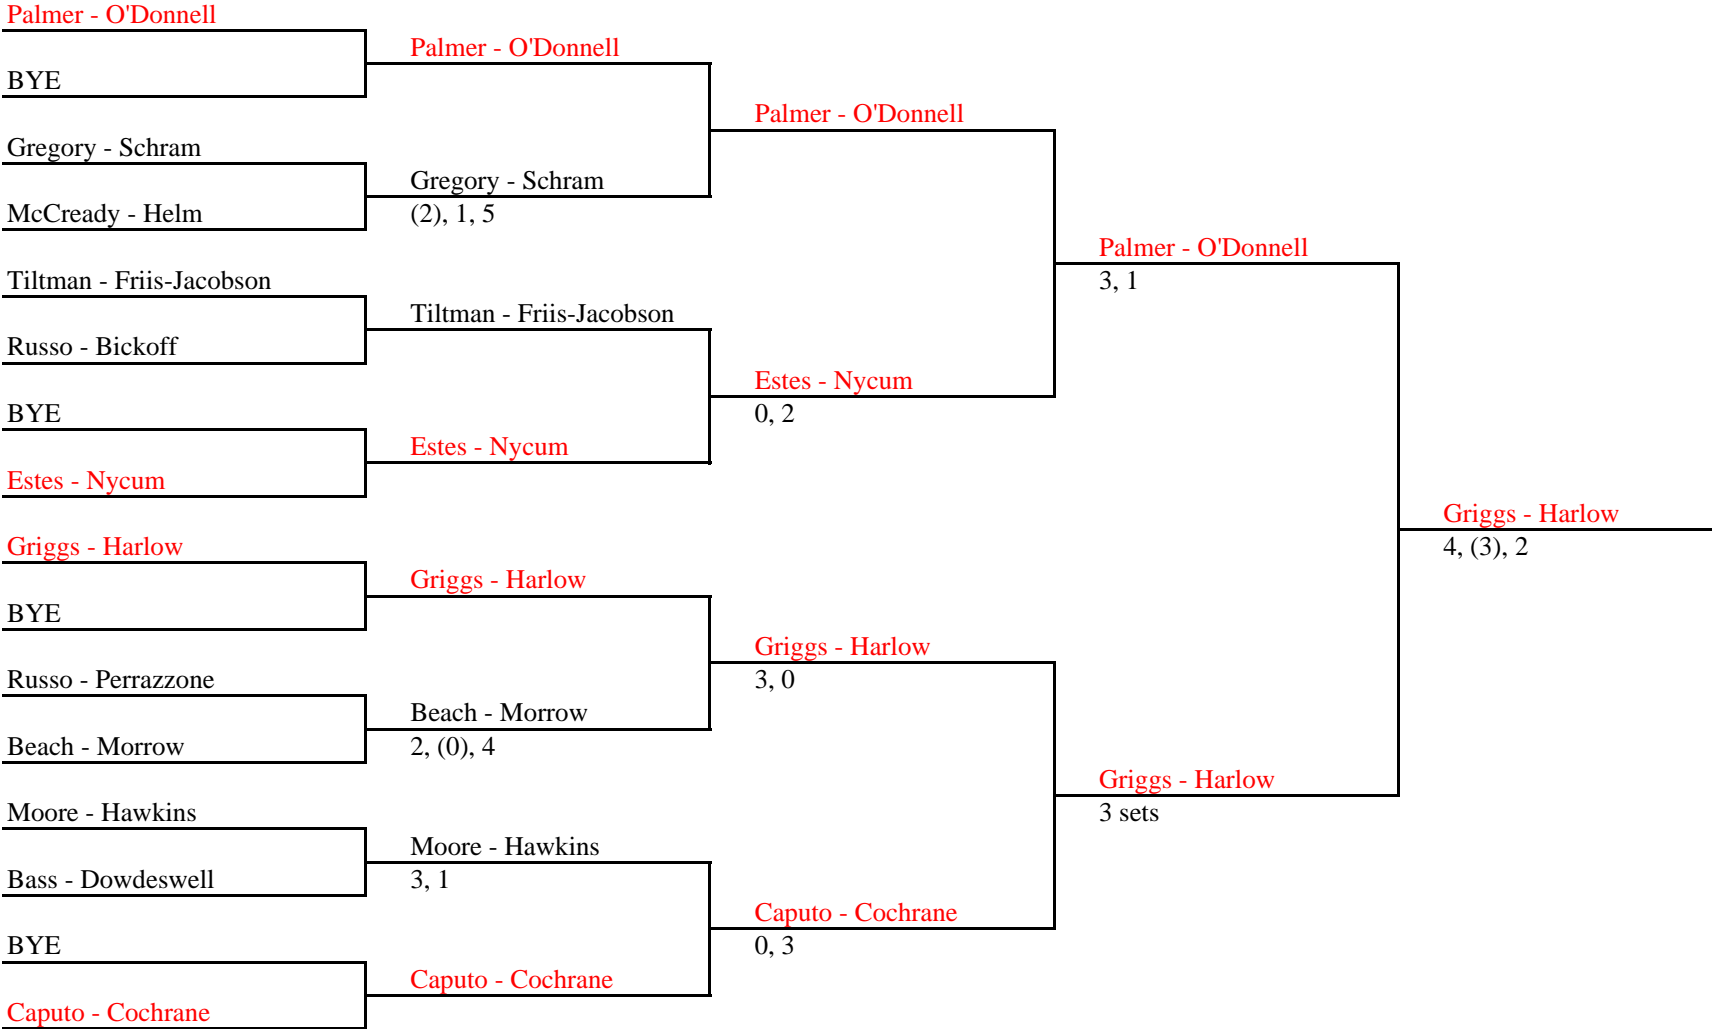 Palmer - O'Donnell
BYE
Gregory - Schram
McCready - Helm
Tiltman - Friis-Jacobson
Russo - Bickoff
BYE
Estes - Nycum
Griggs - Harlow
BYE
Russo - Perrazzone
Beach - Morrow
Moore - Hawkins
Bass - Dowdeswell
BYE
Caputo - Cochrane
Palmer - O'Donnell
Gregory - Schram
(2), 1, 5
Tiltman - Friis-Jacobson
Estes - Nycum
Griggs - Harlow
Beach - Morrow
2, (0), 4
Moore - Hawkins
3, 1
Caputo - Cochrane
Palmer - O'Donnell
Estes - Nycum
0, 2
Griggs - Harlow
3, 0
Caputo - Cochrane
0, 3
Palmer - O'Donnell
3, 1
Griggs - Harlow
3 sets
Griggs - Harlow
4, (3), 2